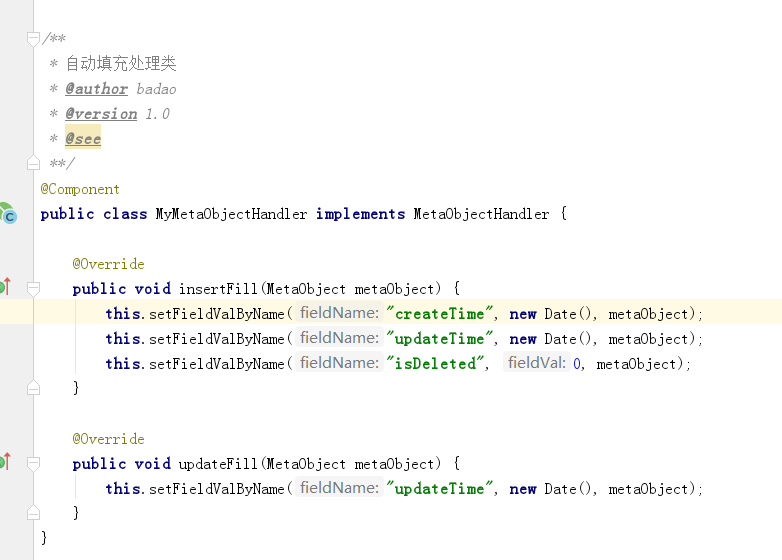 /**
 * 自动填充处理类
 * @author badao
 * @version 1.0
 * @see
 **/
@Component
public class MyMetaObjectHandler implements MetaObjectHandler {
@Override
public void insertFill(MetaObject metaObject) {
this.setFieldValByName( fieldName: "createTime", new Date(), metaObject);
this.setFieldValByName( fieldName: "updateTime", new Date(), metaObject);
this.setFieldValByName( fieldName: "isDeleted", fieldVal: 0, metaObject);
}
@Override
public void updateFill(MetaObject metaObject) {
this.setFieldValByName( fieldName: "updateTime", new Date(), metaObject);
}
}